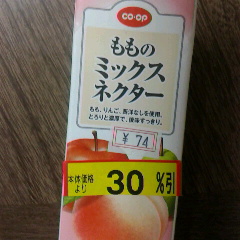 CO·OP
ももの
ミックス
ネクター
もも、りんご、西洋なしを使用。
とろりと濃厚で、後味すっきり。
¥ 74
本体価格より
30%引